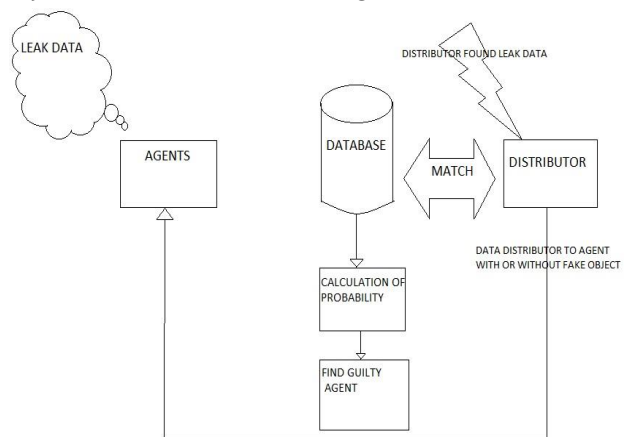 LEAK DATA
DISTRIBUTOR FOUND LEAK DATA
AGENTS
DATABASE
MATCH
DISTRIBUTOR
DATA DISTRIBUTOR TO AGENT
WITH OR WITHOUT FAKE OBJECT
CALCULATION OF
PROBABILITY
FIND GUILTY
AGENT